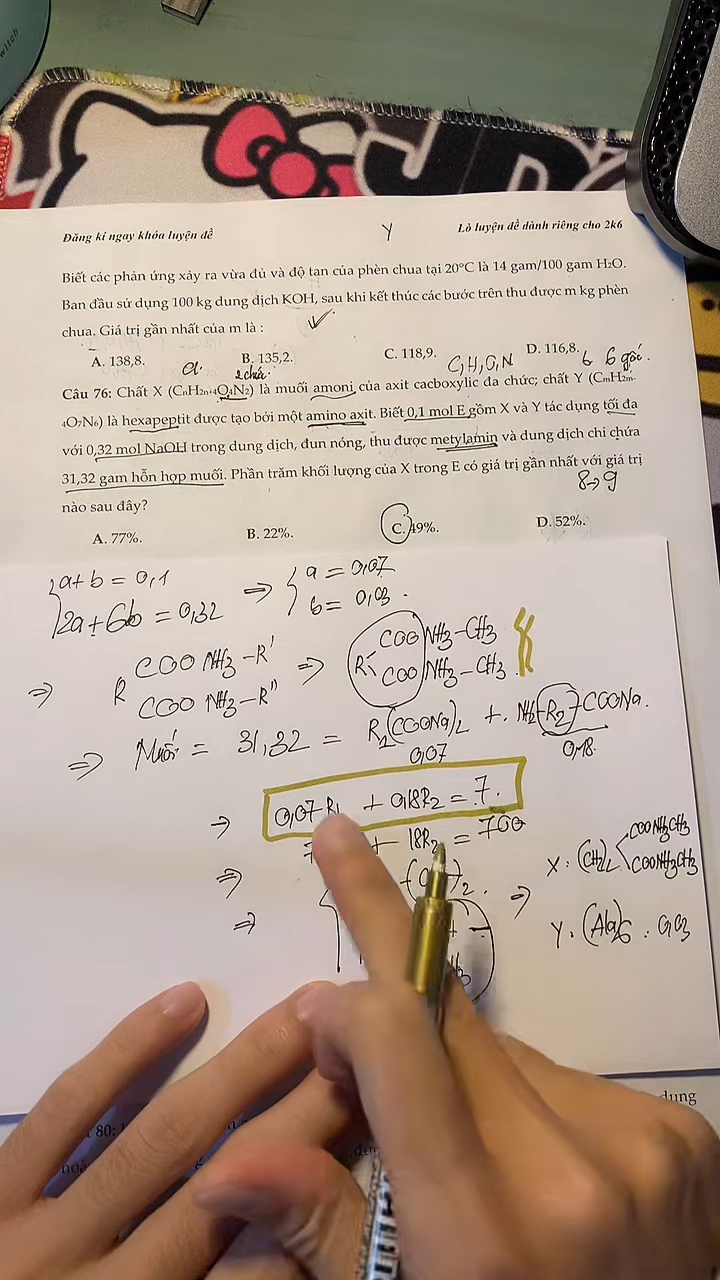 witch
Đăng kí ngay khóa luyện đề
Y
Lò luyện đề dành riêng cho 2k6
Biết các phản ứng xảy ra vừa đủ và độ tan của phèn chua tại 20°C là 14 gam/100 gam H₂O.
Ban đầu sử dụng 100 kg dung dịch KOH, sau khi kết thúc các bước trên thu được m kg phèn
chua. Giá trị gần nhất của m là :
A. 138,8. B. 135,2. C. 118,9. D. 116,8.
a. 2 chức C,H,O,N 6 6 gốc.
Câu 76: Chất X (CₙH₂ₙ₊₄O₄N₂) là muối amoni của axit cacboxylic đa chức; chất Y (CₘH₂ₘ₋
₄O₇N₆) là hexapeptit được tạo bởi một amino axit. Biết 0,1 mol E gồm X và Y tác dụng tối đa
với 0,32 mol NaOH trong dung dịch, đun nóng, thu được metylamin và dung dịch chỉ chứa
31,32 gam hỗn hợp muối. Phần trăm khối lượng của X trong E có giá trị gần nhất với giá trị
8→9
nào sau đây?
A. 77%. B. 22%. C. 49%. D. 52%.
a+b = 0,1 ⇒ a = 0,07
2a+6b = 0,32 b = 0,03.
⇒ R COO NH₃-R' ⇒ R COO NH₃-CH₃
COO NH₃-R'' COO NH₃-CH₃
⇒ Muối = 31,32 = R₁(COONa)₂ + NH₂-R₂-COONa.
0,07 0,18.
⇒ 0,07R₁ + 0,18R₂ = 7.
+ 18R₂ = 700
⇒ X: (CH₂)₂ COONH₃CH₃
COONH₃CH₃
⇒ Y: (Ala)₆ : 0,03
80:
dung